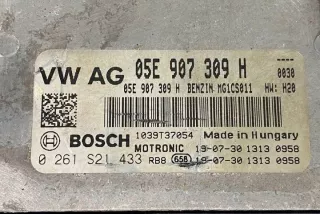 VW AG 05E 907 309 H ----
0030
05E 907 309 H BENZIN MG1CS011 HW: H20
BOSCH 1039T37054 Made in Hungary
MOTRONIC 19-07-30 1313 0958
0 261 S21 433 RB8 658 19-07-30 1313 0958